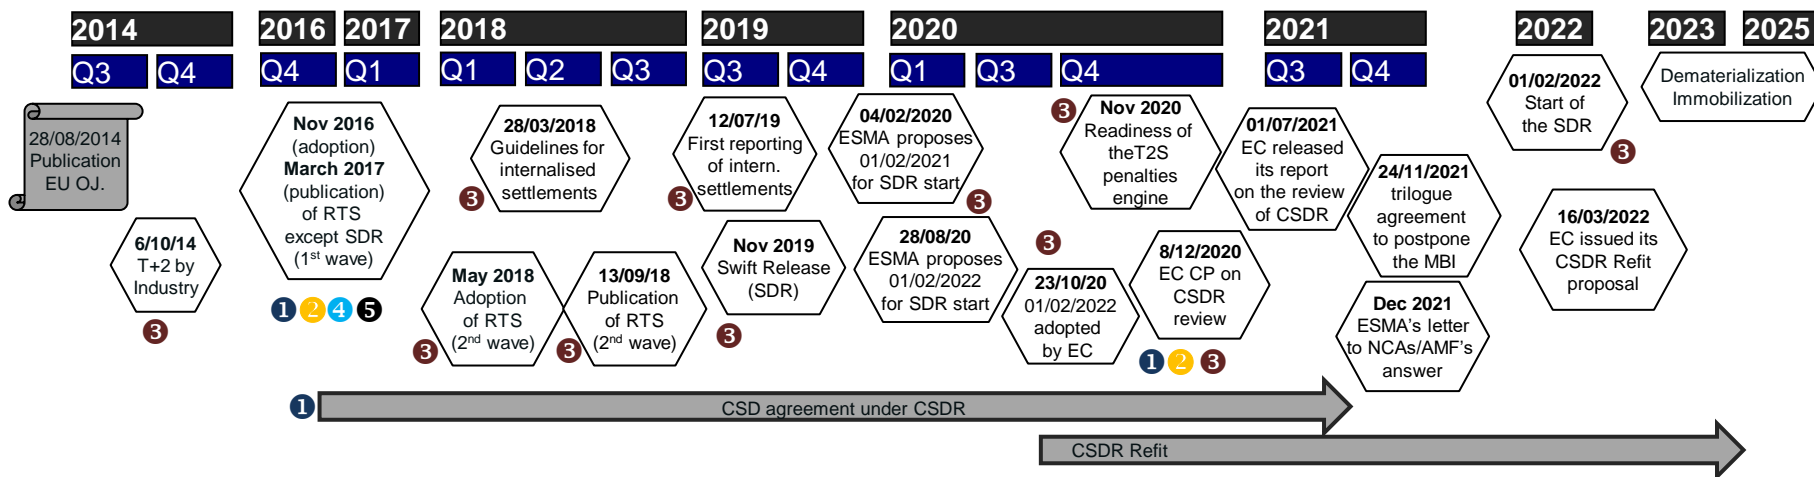 2014
2016
2017
2018
2019
2020
2021
2022
2023
2025
Q3
Q4
Q4
Q1
Q1
Q2
Q3
Q3
Q4
Q1
Q3
Q4
Q3
Q4
28/08/2014
Publication
EU OJ.
6/10/14
T+2 by
Industry
3
Nov 2016
(adoption)
March 2017
(publication)
of RTS
except SDR
(1st wave)
1 2 4 5
28/03/2018
Guidelines for
internalised
settlements
3
May 2018
Adoption
of RTS
(2nd wave)
3
13/09/18
Publication
of RTS
(2nd wave)
3
12/07/19
First reporting
of intern.
settlements
3
Nov 2019
Swift Release
(SDR)
3
04/02/2020
ESMA proposes
01/02/2021
for SDR start
3
28/08/20
ESMA proposes
01/02/2022
for SDR start
3
23/10/20
01/02/2022
adopted
by EC
3
Nov 2020
Readiness of
theT2S
penalties
engine
8/12/2020
EC CP on
CSDR
review
1 2 3
01/07/2021
EC released
its report
on the review
of CSDR
24/11/2021
trilogue
agreement
to postpone
the MBI
Dec 2021
ESMA's letter
to NCAs/AMF's
answer
01/02/2022
Start of
the SDR
3
16/03/2022
EC issued its
CSDR Refit
proposal
Dematerialization
Immobilization
1
CSD agreement under CSDR
CSDR Refit